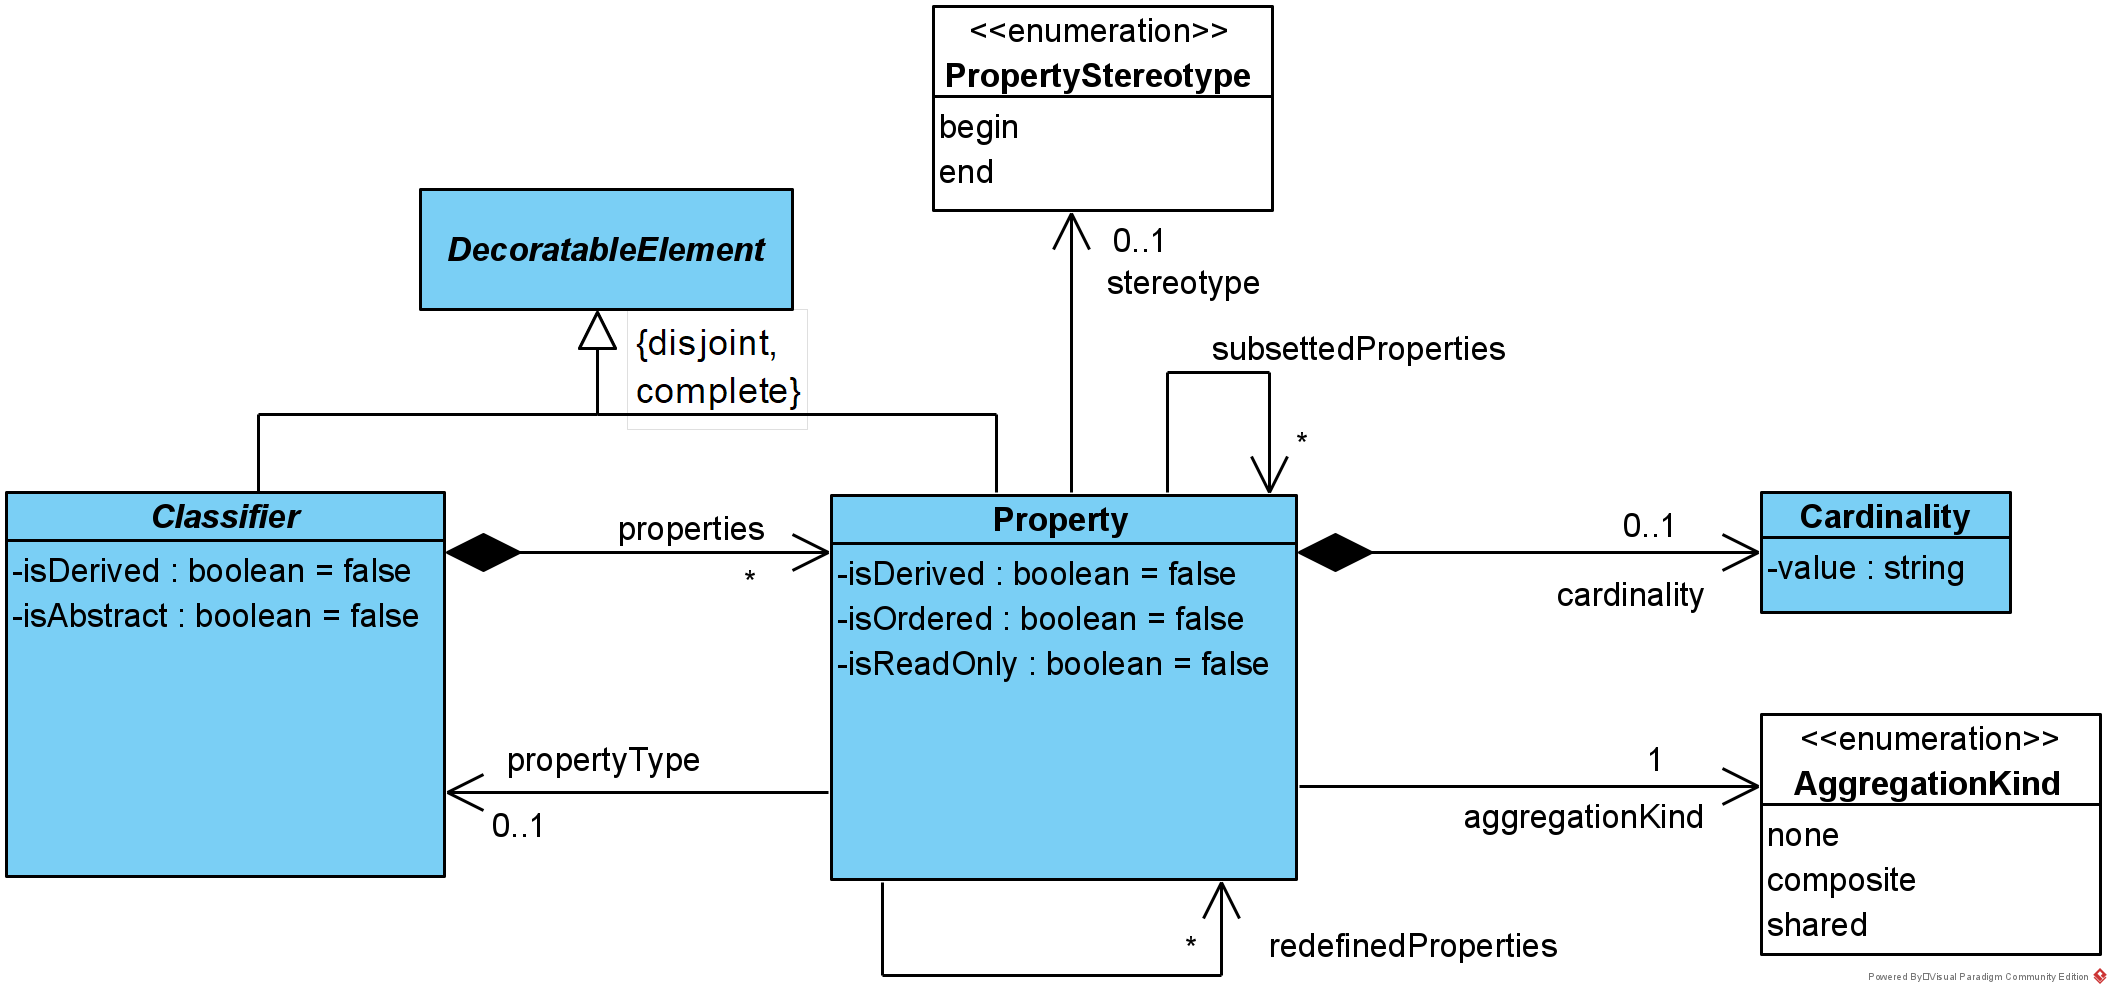 <<enumeration>>
PropertyStereotype
begin
end
DecoratableElement
0..1
stereotype
{disjoint,
complete}
subsettedProperties
*
Classifier
-isDerived : boolean = false
-isAbstract : boolean = false
properties
*
Property
-isDerived : boolean = false
-isOrdered : boolean = false
-isReadOnly : boolean = false
0..1
cardinality
Cardinality
-value : string
propertyType
0..1
1
aggregationKind
<<enumeration>>
AggregationKind
none
composite
shared
*
redefinedProperties
Powered By□Visual Paradigm Community Edition